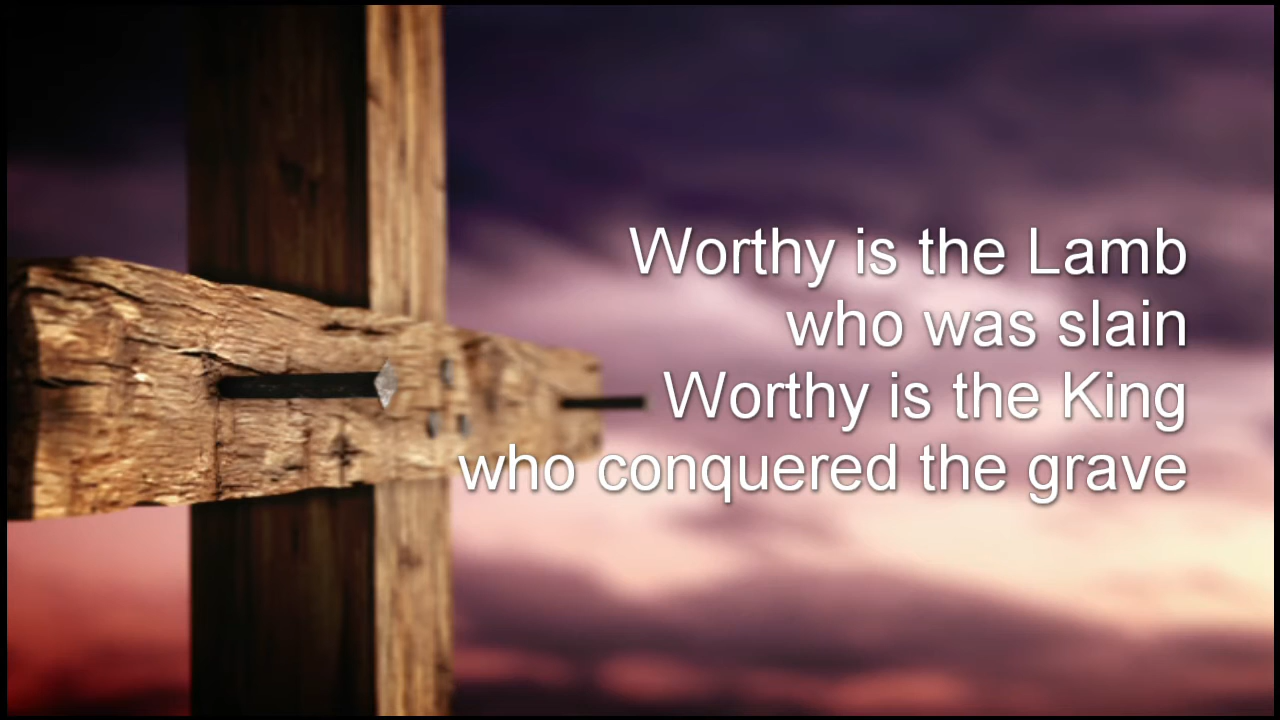 Worthy is the Lamb
who was slain
Worthy is the King
who conquered the grave